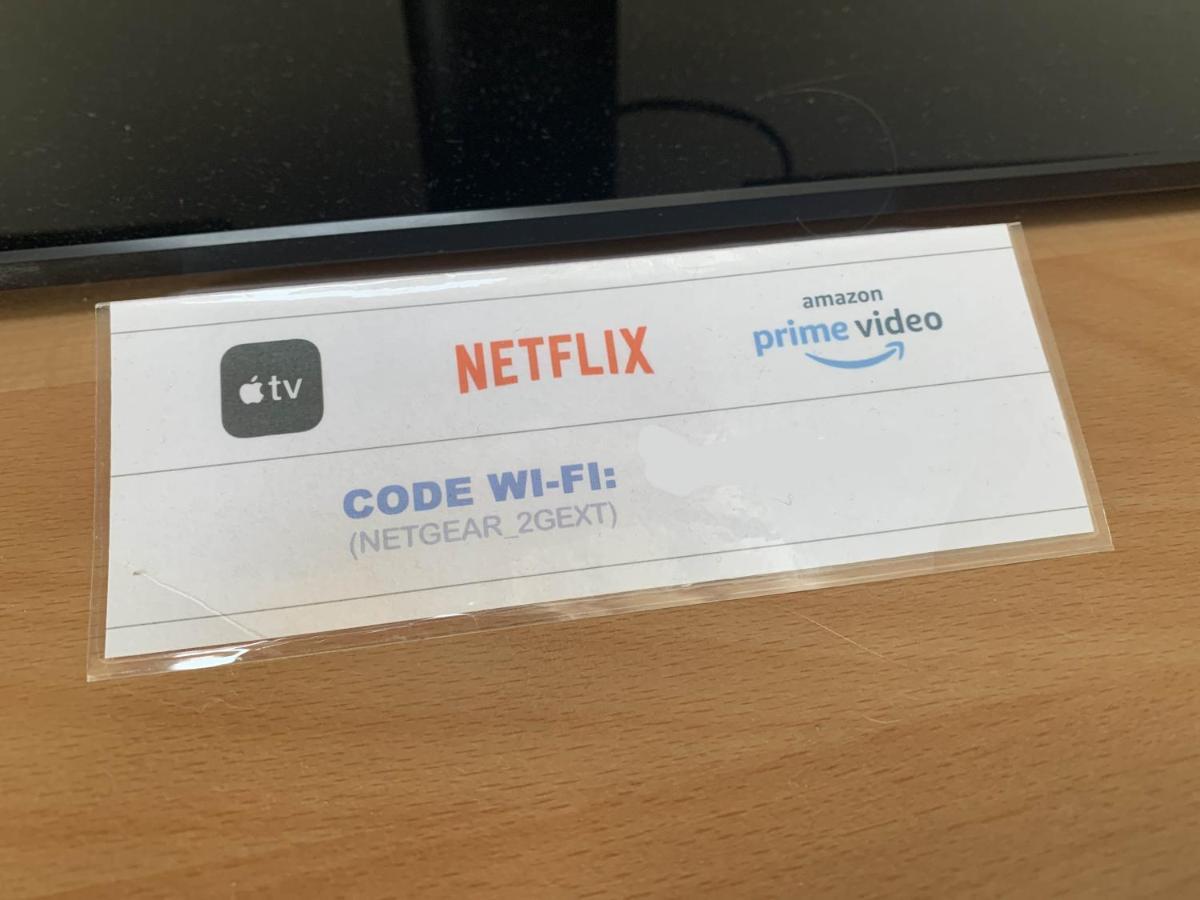 tv
NETFLIX
amazon
prime video
CODE WI-FI:
(NETGEAR_2GEXT)